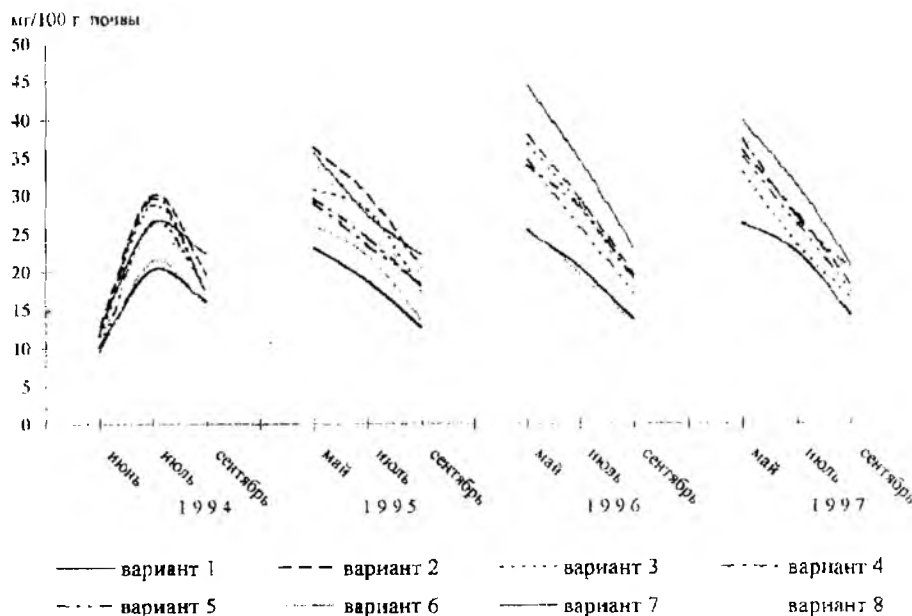 мг/100 г почвы
50
45
40
35
30
25
20
15
10
5
0
июнь июль сентябрь май июль сентябрь май июль сентябрь май июль сентябрь
1994 1995 1996 1997
вариант 1 вариант 2 вариант 3 вариант 4
вариант 5 вариант 6 вариант 7 вариант 8